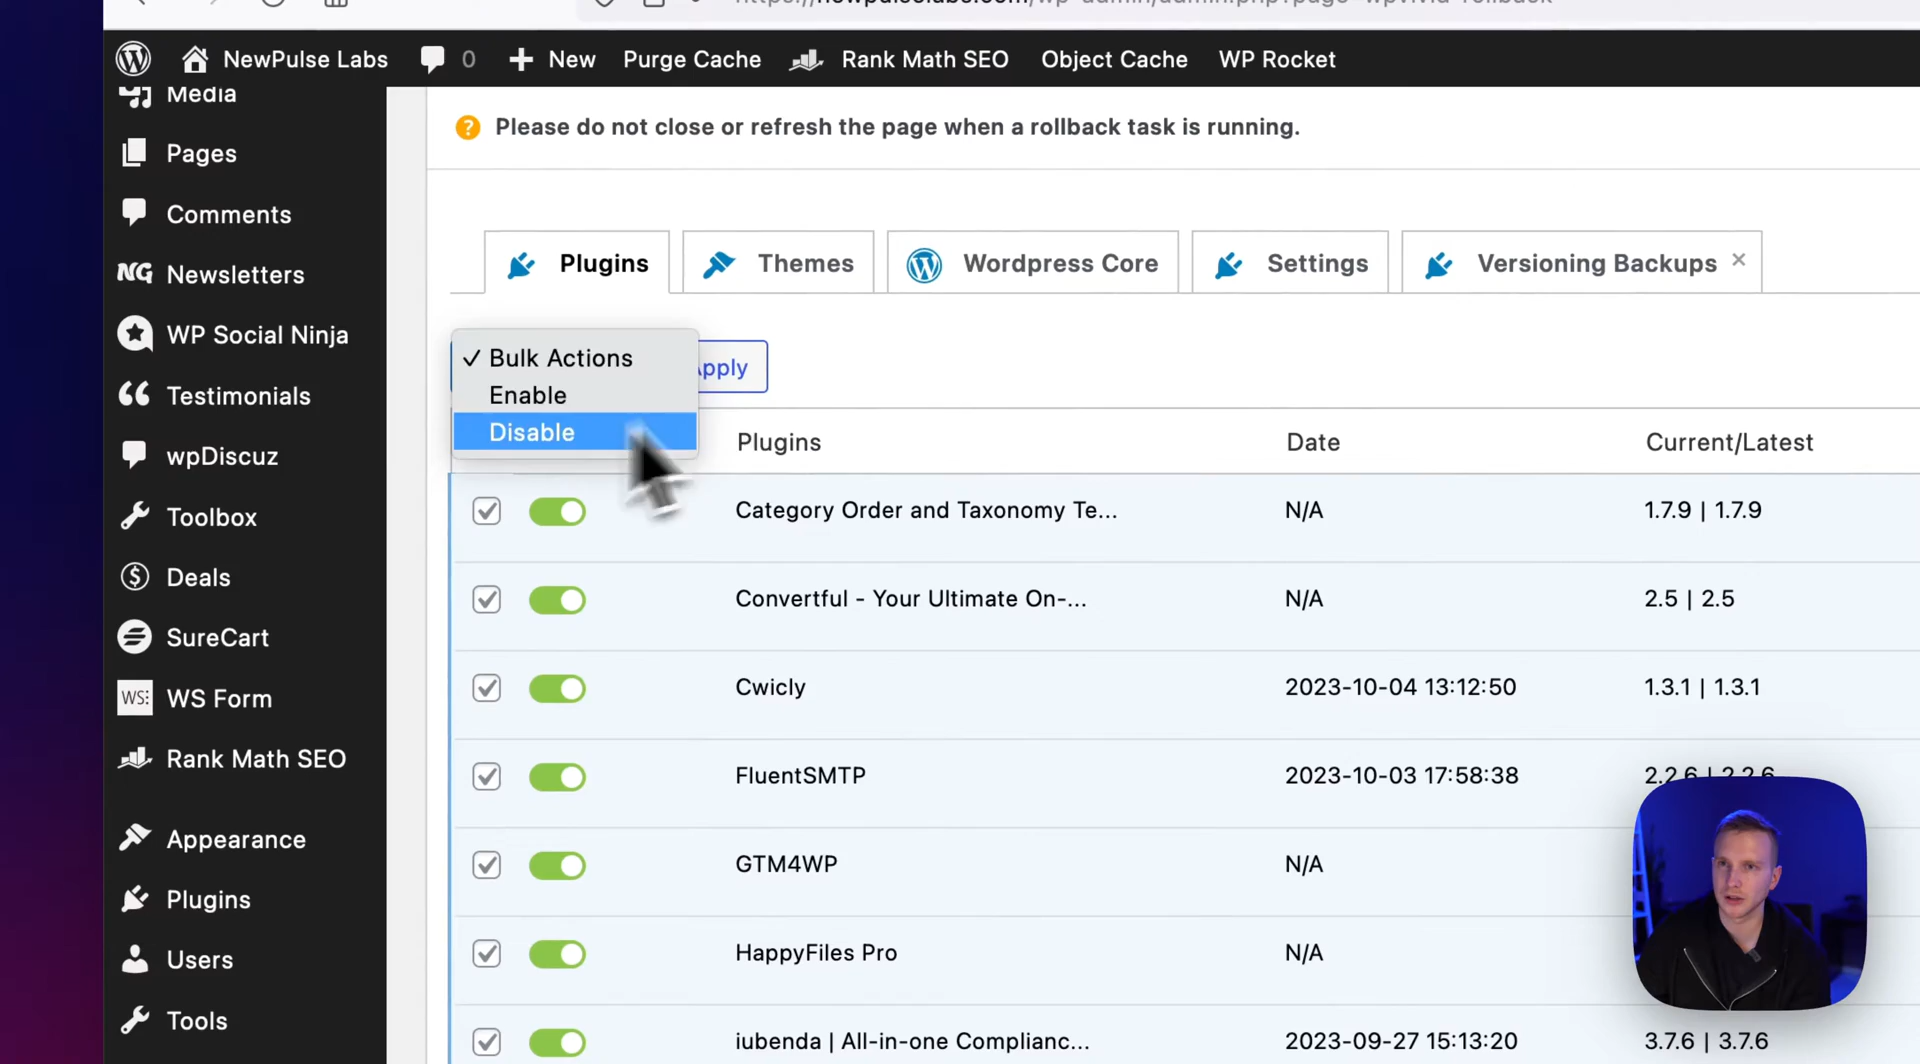 NewPulse Labs 0 New Purge Cache Rank Math SEO Object Cache WP Rocket
Media
Pages
Comments
NG Newsletters
WP Social Ninja
Testimonials
wpDiscuz
Toolbox
Deals
SureCart
WS: WS Form
Rank Math SEO
Appearance
Plugins
Users
Tools
? Please do not close or refresh the page when a rollback task is running.
Plugins Themes Wordpress Core Settings Versioning Backups ×
✓ Bulk Actions
Enable
Disable
Plugins Date Current/Latest
Category Order and Taxonomy Te... N/A 1.7.9 | 1.7.9
Convertful - Your Ultimate On-... N/A 2.5 | 2.5
Cwicly 2023-10-04 13:12:50 1.3.1 | 1.3.1
FluentSMTP 2023-10-03 17:58:38 2.2.6 | 2.2.6
GTM4WP N/A
HappyFiles Pro N/A
iubenda | All-in-one Complianc... 2023-09-27 15:13:20 3.7.6 | 3.7.6